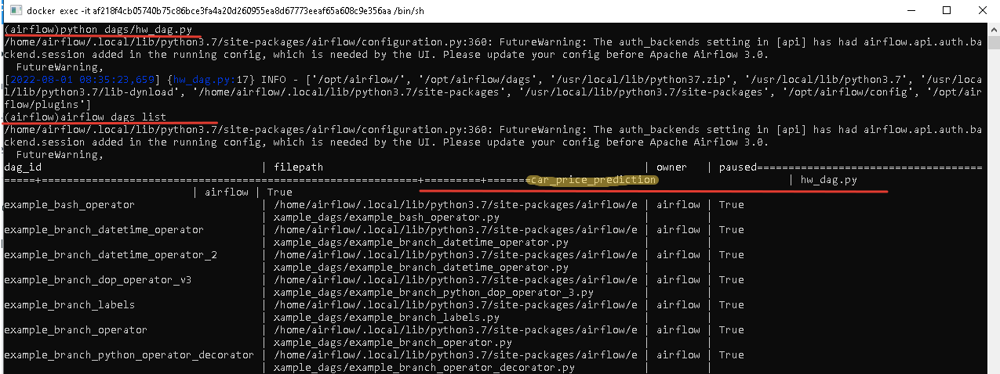 docker exec -it af218f4cb05740b75c86bce3fa4a20d260955ea8d67773eeaf65a608c9e356aa /bin/sh
(airflow)python dags/hw_dag.py
/home/airflow/.local/lib/python3.7/site-packages/airflow/configuration.py:360: FutureWarning: The auth_backends setting in [api] has had airflow.api.auth.ba
ckend.session added in the running config, which is needed by the UI. Please update your config before Apache Airflow 3.0.
  FutureWarning,
[2022-08-01 08:35:23,659] {hw_dag.py:17} INFO - ['/opt/airflow/', '/opt/airflow/dags', '/usr/local/lib/python37.zip', '/usr/local/lib/python3.7', '/usr/loca
l/lib/python3.7/lib-dynload', '/home/airflow/.local/lib/python3.7/site-packages', '/usr/local/lib/python3.7/site-packages', '/opt/airflow/config', '/opt/air
flow/plugins']
(airflow)airflow dags list
/home/airflow/.local/lib/python3.7/site-packages/airflow/configuration.py:360: FutureWarning: The auth_backends setting in [api] has had airflow.api.auth.ba
ckend.session added in the running config, which is needed by the UI. Please update your config before Apache Airflow 3.0.
  FutureWarning,
dag_id | filepath | owner | paused====================================
=====+============================================================+=========+=======Car_price_prediction | hw_dag.py
| airflow | True
example_bash_operator | /home/airflow/.local/lib/python3.7/site-packages/airflow/e | airflow | True
| xample_dags/example_bash_operator.py | |
example_branch_datetime_operator | /home/airflow/.local/lib/python3.7/site-packages/airflow/e | airflow | True
| xample_dags/example_branch_datetime_operator.py | |
example_branch_datetime_operator_2 | /home/airflow/.local/lib/python3.7/site-packages/airflow/e | airflow | True
| xample_dags/example_branch_datetime_operator.py | |
example_branch_dop_operator_v3 | /home/airflow/.local/lib/python3.7/site-packages/airflow/e | airflow | True
| xample_dags/example_branch_python_dop_operator_3.py | |
example_branch_labels | /home/airflow/.local/lib/python3.7/site-packages/airflow/e | airflow | True
| xample_dags/example_branch_labels.py | |
example_branch_operator | /home/airflow/.local/lib/python3.7/site-packages/airflow/e | airflow | True
| xample_dags/example_branch_operator.py | |
example_branch_python_operator_decorator | /home/airflow/.local/lib/python3.7/site-packages/airflow/e | airflow | True
| xample_dags/example_branch_operator_decorator.py | |